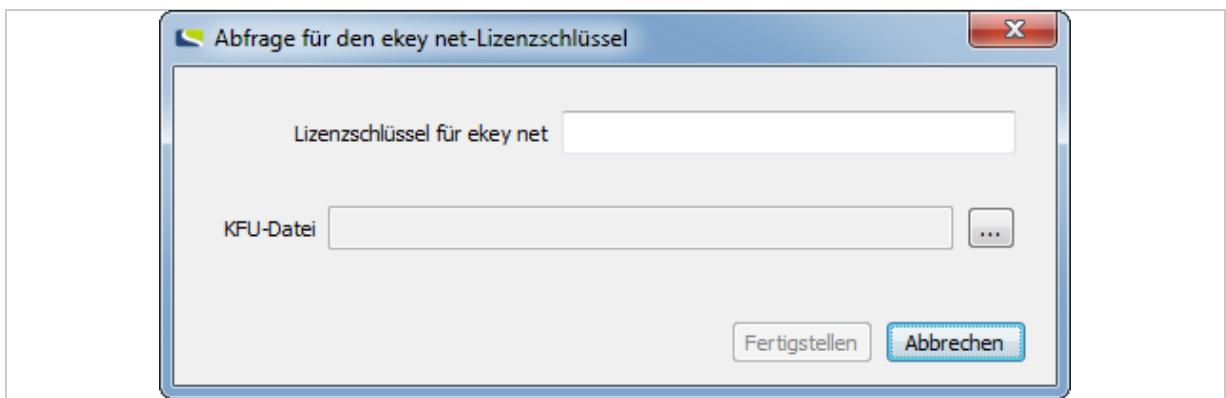 Abfrage für den ekey net-Lizenzschlüssel
x
Lizenzschlüssel für ekey net
KFU-Datei ...
Fertigstellen Abbrechen